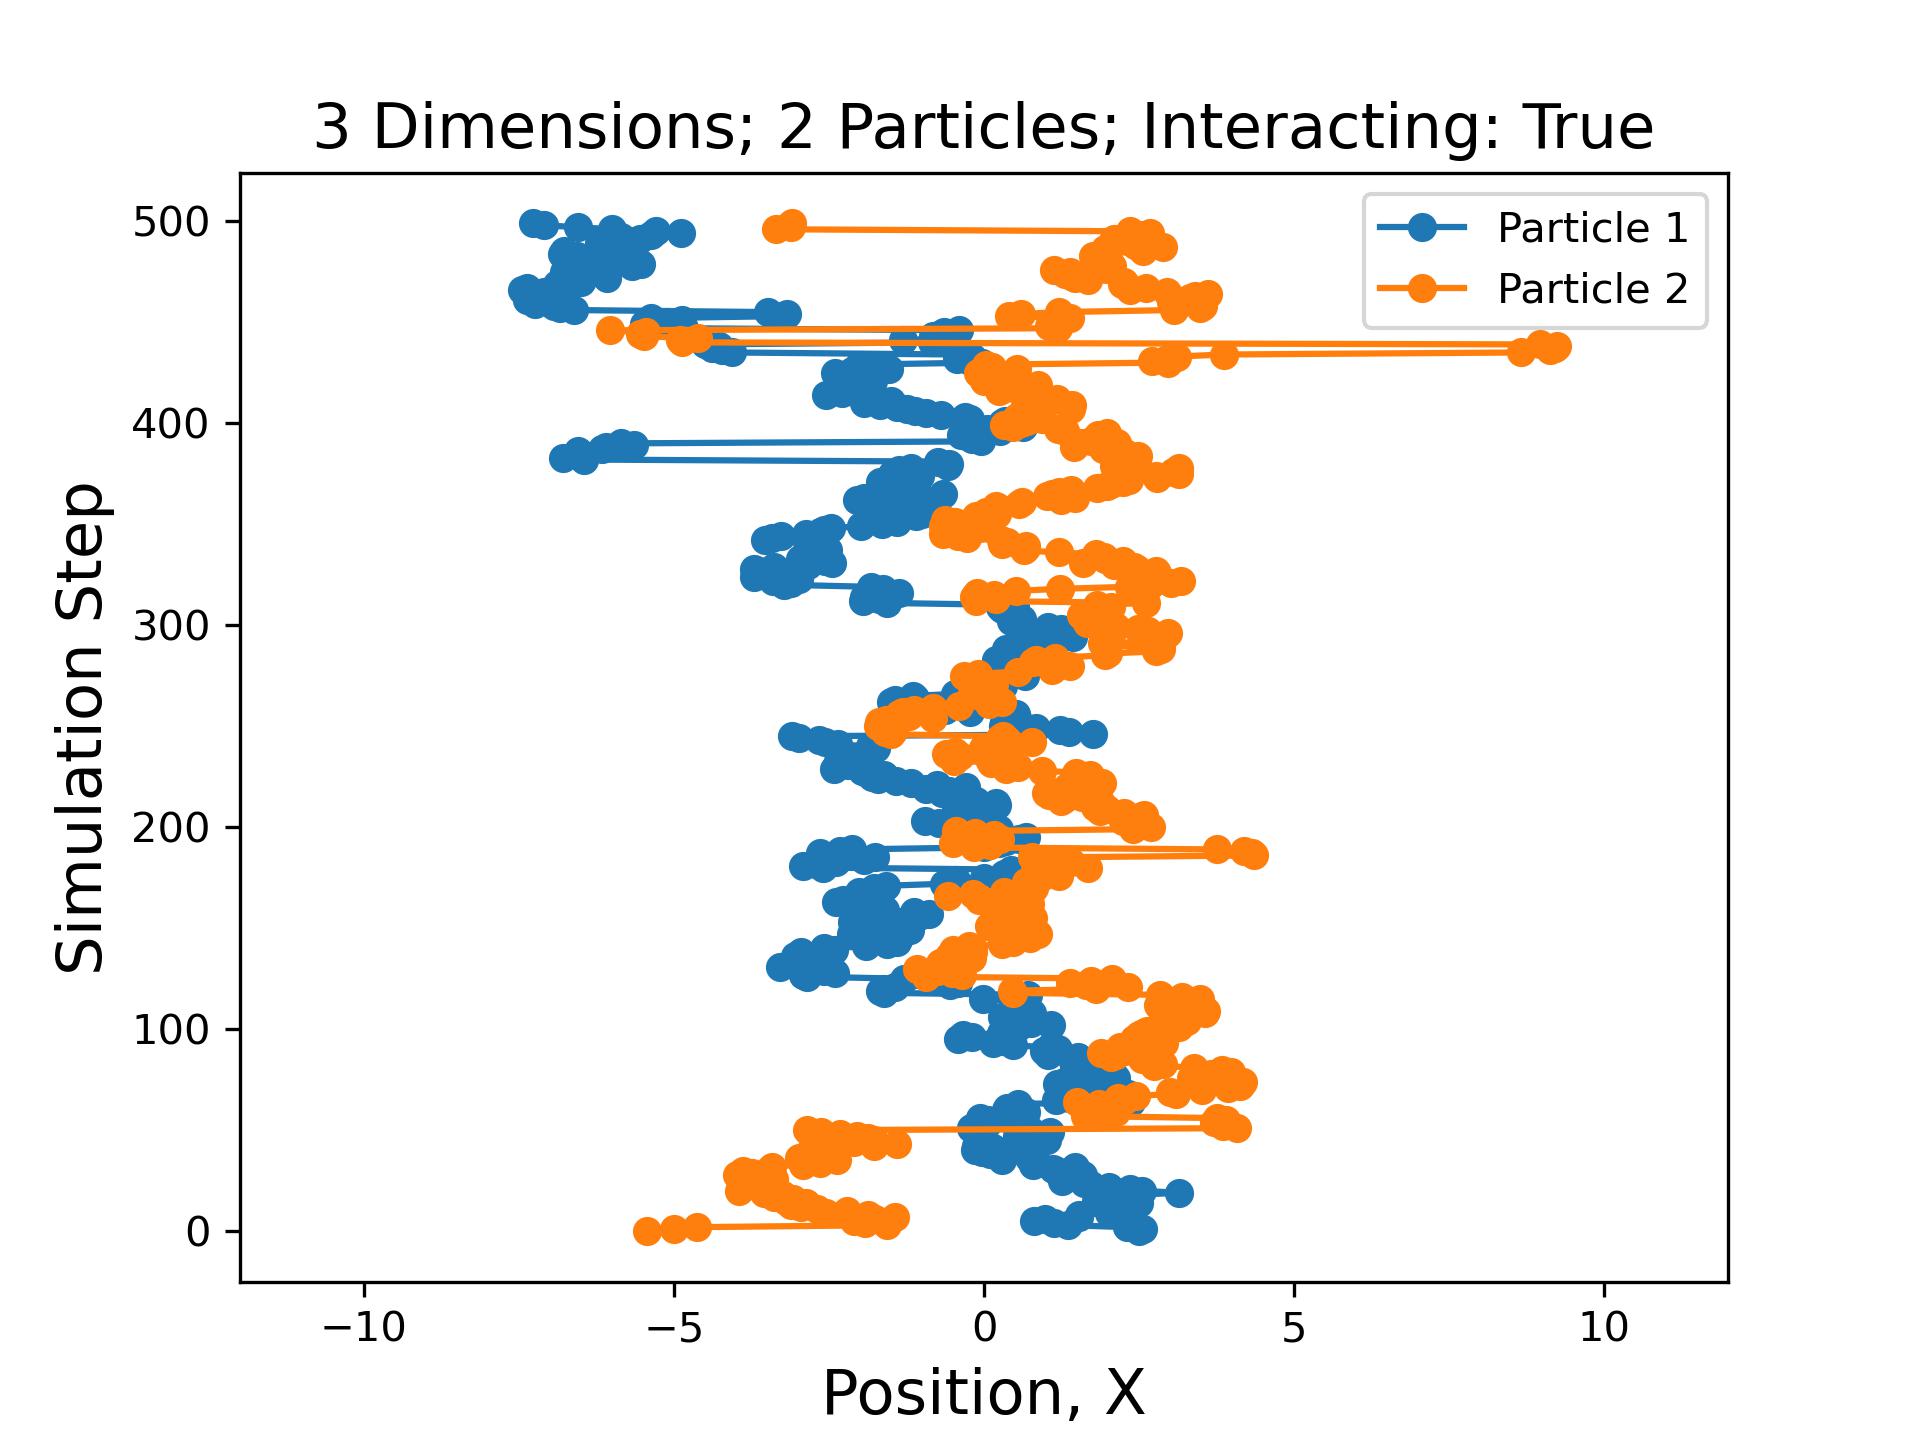 3 Dimensions; 2 Particles; Interacting: True
Particle 1
Particle 2
500
400
300
200
100
0
Simulation Step
−10
−5
0
5
10
Position, X